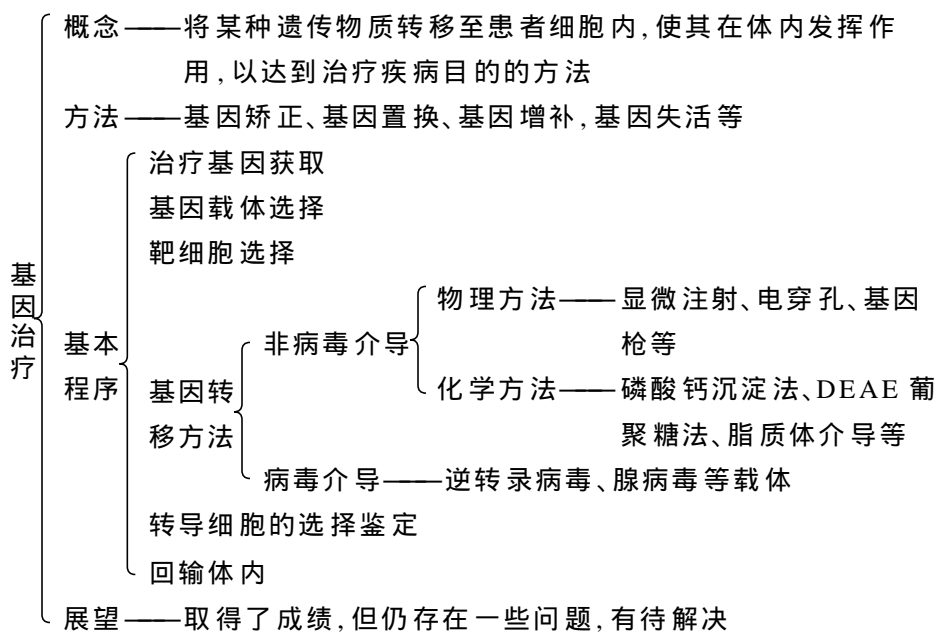 概念——将某种遗传物质转移至患者细胞内,使其在体内发挥作
用,以达到治疗疾病目的的方法
方法——基因矫正、基因置换、基因增补,基因失活等
治疗基因获取
基因载体选择
靶细胞选择
基因治疗
基本
程序
基因转
移方法
非病毒介导
物理方法——显微注射、电穿孔、基因
枪等
化学方法——磷酸钙沉淀法、DEAE 葡
聚糖法、脂质体介导等
病毒介导——逆转录病毒、腺病毒等载体
转导细胞的选择鉴定
回输体内
展望——取得了成绩,但仍存在一些问题,有待解决